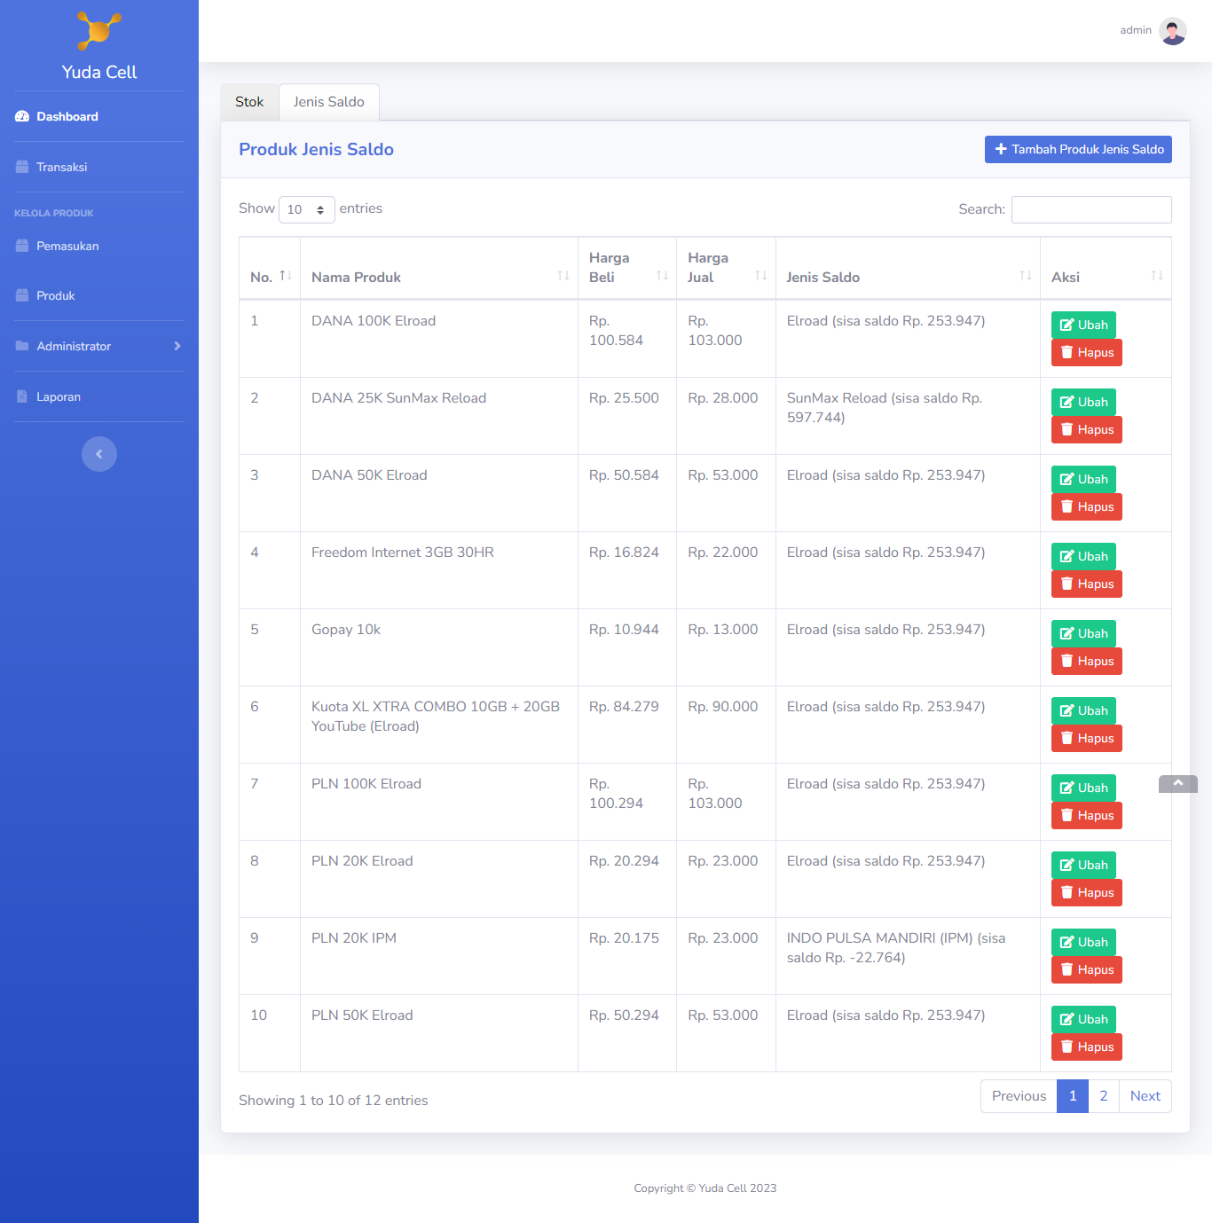 Yuda Cell
admin
Dashboard
Transaksi
KELOLA PRODUK
Pemasukan
Produk
Administrator
Laporan
Stok
Jenis Saldo
Produk Jenis Saldo
Tambah Produk Jenis Saldo
Show 10 entries
Search:
No. Nama Produk Harga Beli Harga Jual Jenis Saldo Aksi
1 DANA 100K Elroad Rp. 100.584 Rp. 103.000 Elroad (sisa saldo Rp. 253.947) Ubah
Hapus
2 DANA 25K SunMax Reload Rp. 25.500 Rp. 28.000 SunMax Reload (sisa saldo Rp. 597.744) Ubah
Hapus
3 DANA 50K Elroad Rp. 50.584 Rp. 53.000 Elroad (sisa saldo Rp. 253.947) Ubah
Hapus
4 Freedom Internet 3GB 30HR Rp. 16.824 Rp. 22.000 Elroad (sisa saldo Rp. 253.947) Ubah
Hapus
5 Gopay 10k Rp. 10.944 Rp. 13.000 Elroad (sisa saldo Rp. 253.947) Ubah
Hapus
6 Kuota XL XTRA COMBO 10GB + 20GB YouTube (Elroad) Rp. 84.279 Rp. 90.000 Elroad (sisa saldo Rp. 253.947) Ubah
Hapus
7 PLN 100K Elroad Rp. 100.294 Rp. 103.000 Elroad (sisa saldo Rp. 253.947) Ubah
Hapus
8 PLN 20K Elroad Rp. 20.294 Rp. 23.000 Elroad (sisa saldo Rp. 253.947) Ubah
Hapus
9 PLN 20K IPM Rp. 20.175 Rp. 23.000 INDO PULSA MANDIRI (IPM) (sisa saldo Rp. -22.764) Ubah
Hapus
10 PLN 50K Elroad Rp. 50.294 Rp. 53.000 Elroad (sisa saldo Rp. 253.947) Ubah
Hapus
Showing 1 to 10 of 12 entries
Previous 1 2 Next
Copyright © Yuda Cell 2023